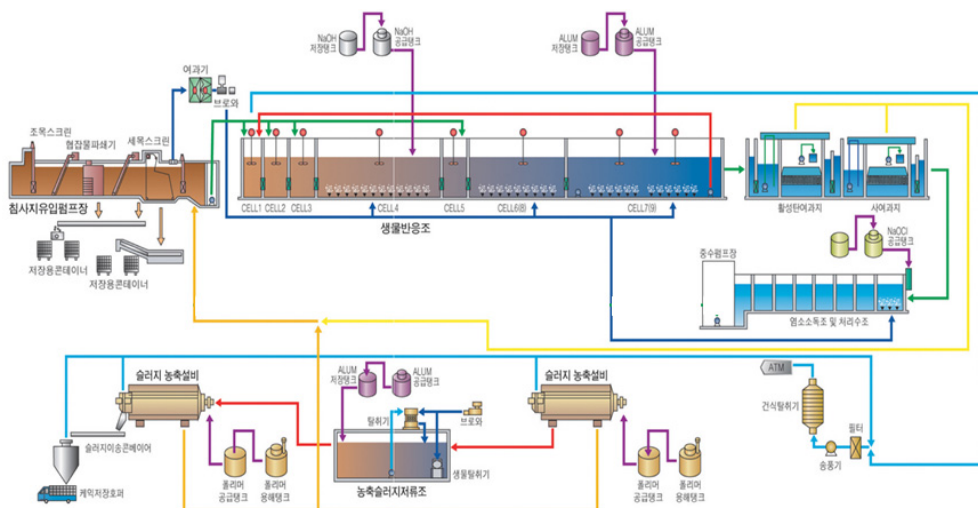 NaOH
저장탱크
NaOH
공급탱크
ALUM
저장탱크
ALUM
공급탱크
여과기
브로와
조목스크린
협잡물파쇄기
세목스크린
침사지유입펌프장
저장용콘테이너
저장용콘테이너
CELL1
CELL2
CELL3
CELL4
CELL5
CELL6(8)
CELL7(9)
생물반응조
활성탄여과지
사여과지
NaOCl
공급탱크
중수펌프장
염소소독조 및 처리수조
슬러지 농축설비
ALUM
저장탱크
ALUM
공급탱크
탈취기
브로와
슬러지 농축설비
ATM
건식탈취기
필터
송풍기
슬러지이송콘베이어
케익저장호퍼
폴리머
공급탱크
폴리머
용해탱크
생물탈취기
농축슬러지저류조
폴리머
공급탱크
폴리머
용해탱크